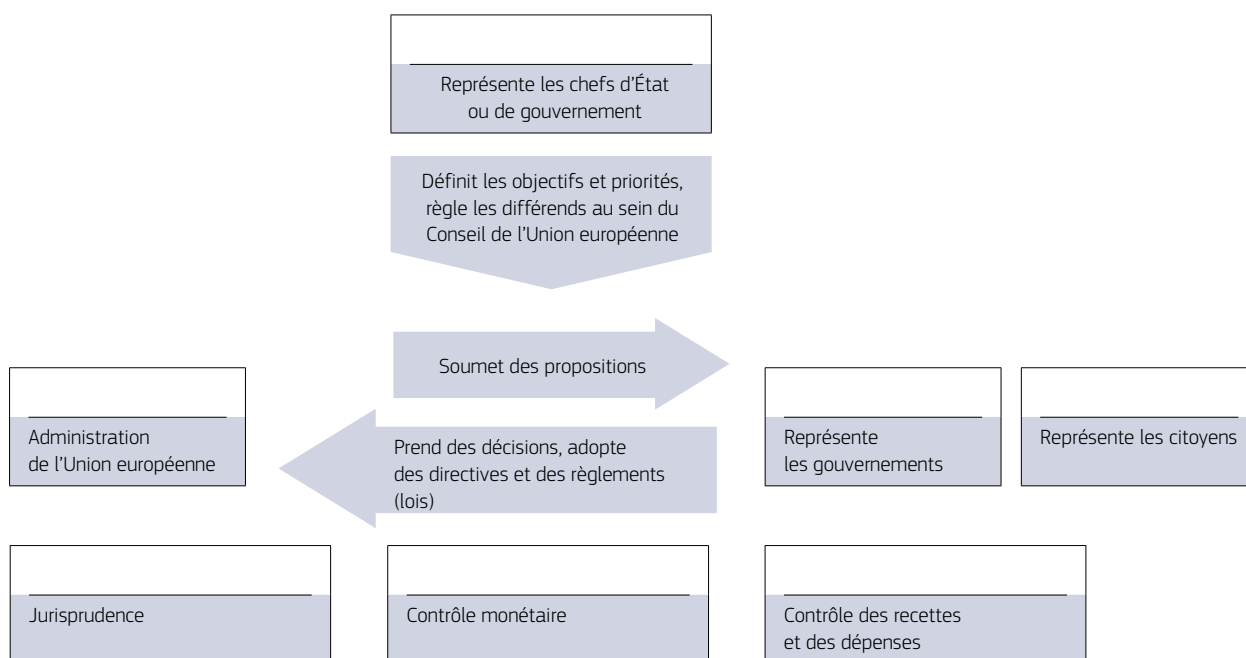 Représente les chefs d’État
ou de gouvernement
Définit les objectifs et priorités,
règle les différends au sein du
Conseil de l’Union européenne
Soumet des propositions
Administration
de l’Union européenne
Prend des décisions, adopte
des directives et des règlements
(lois)
Représente
les gouvernements
Représente les citoyens
Jurisprudence
Contrôle monétaire
Contrôle des recettes
et des dépenses